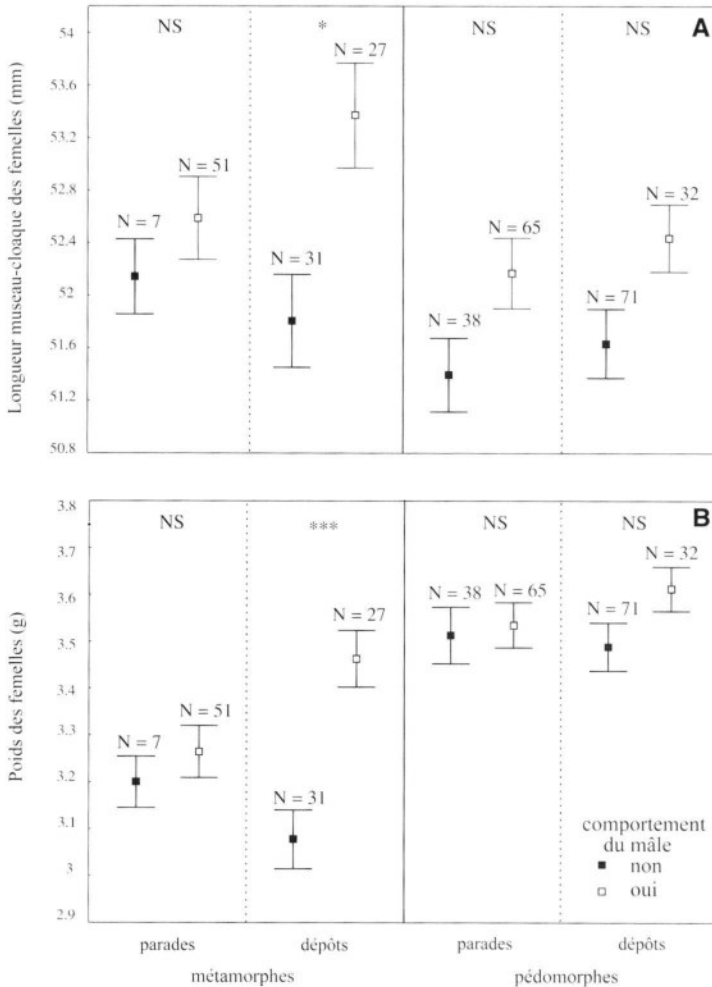 NS * NS NS A
54
53.6
53.2
52.8
52.4
52
51.6
51.2
50.8
Longueur museau-cloaque des femelles (mm)
N = 7
N = 51
N = 31
N = 27
N = 38
N = 65
N = 71
N = 32
NS *** NS NS B
3.8
3.7
3.6
3.5
3.4
3.3
3.2
3.1
3
2.9
Poids des femelles (g)
N = 7
N = 51
N = 31
N = 27
N = 38
N = 65
N = 71
N = 32
comportement
du mâle
non
oui
parades dépôts parades dépôts
métamorphes pédomorphes